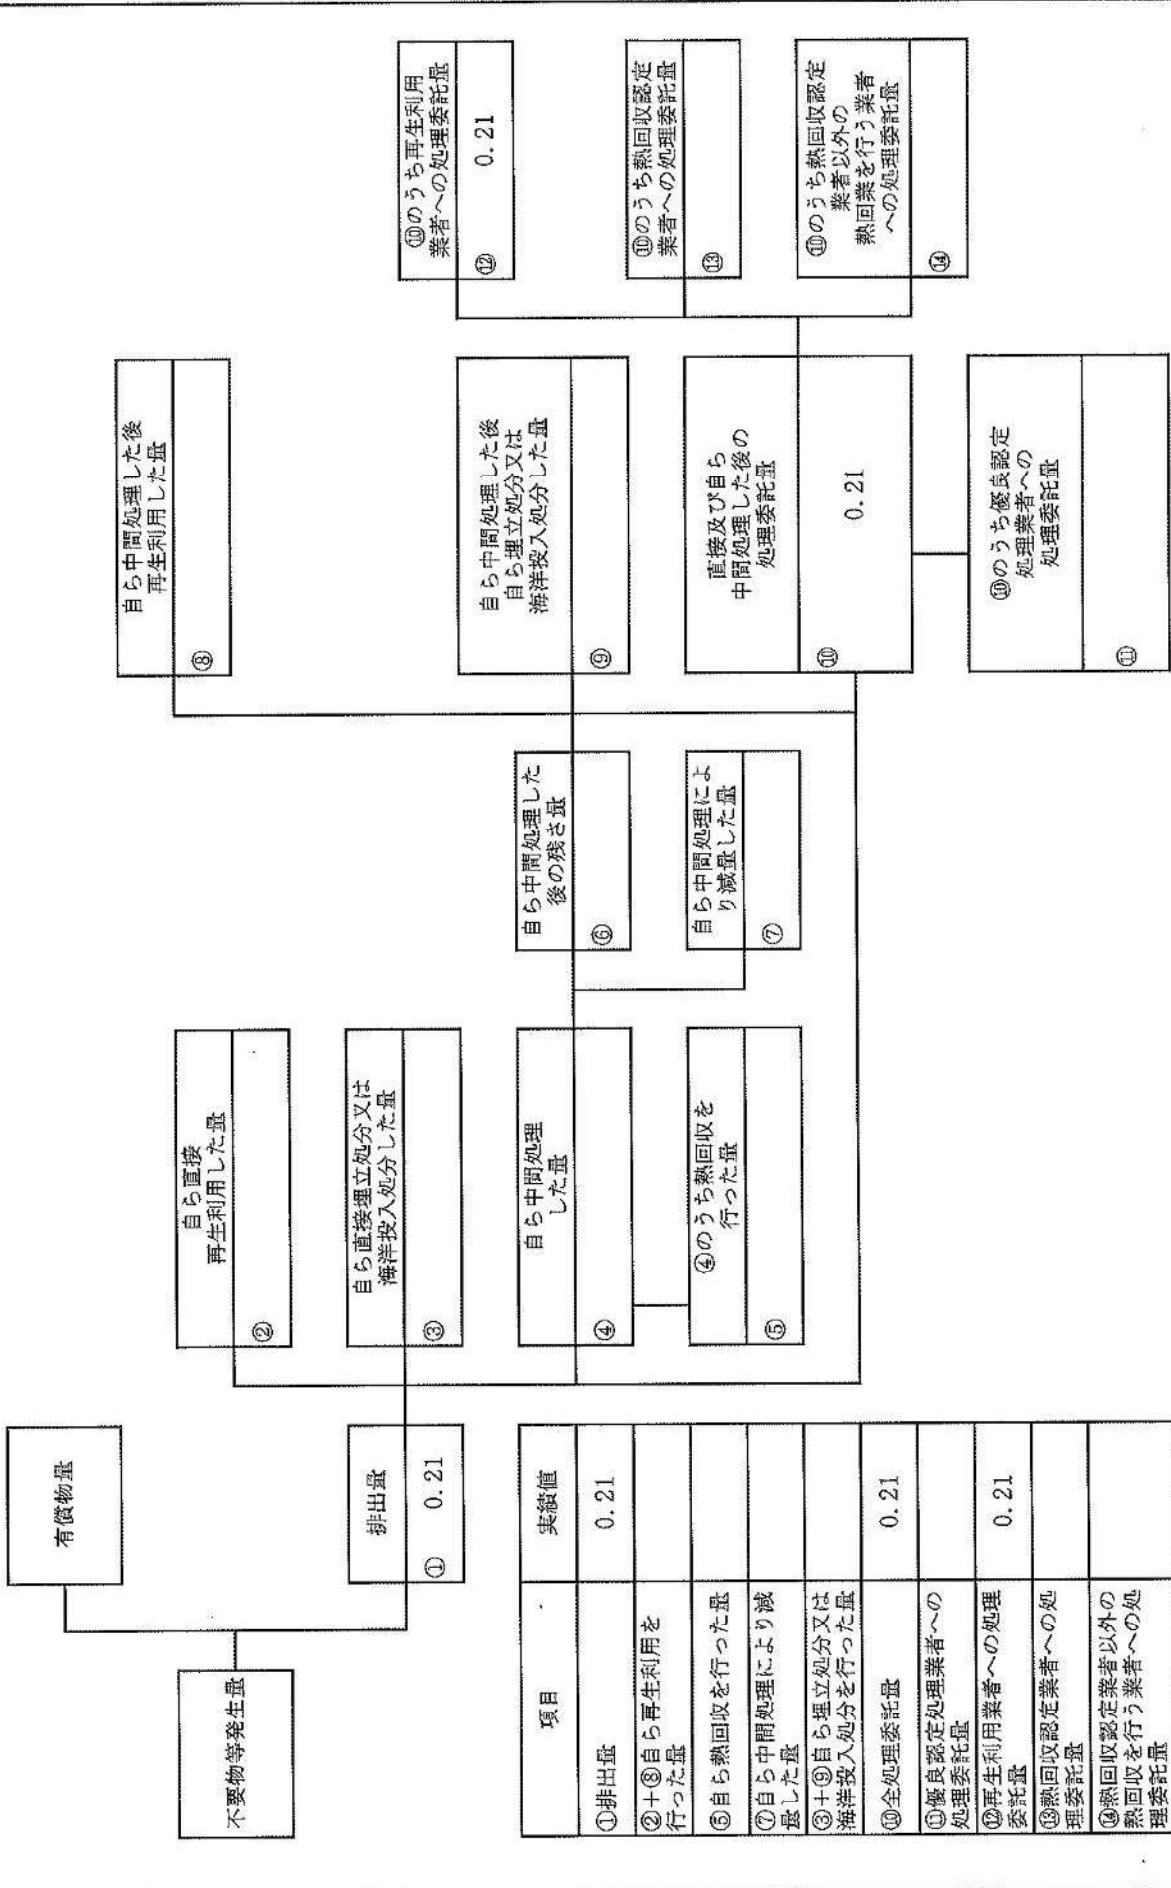 有償物量
不要物等発生量
排出量
① 0.21
自ら直接
再生利用した量
②
自ら直接埋立処分又は
海洋投入処分した量
③
自ら中間処理
した量
④
④のうち熱回収を
行った量
⑤
自ら中間処理した
後の残さ量
⑥
自ら中間処理によ
り減量した量
⑦
自ら中間処理した後
再生利用した量
⑧
自ら中間処理した後
自ら埋立処分又は
海洋投入処分した量
⑨
直接及び自ら
中間処理した後の
処理委託量
⑩ 0.21
⑩のうち優良認定
処理業者への
処理委託量
⑪
⑩のうち再生利用
業者への処理委託量
⑫ 0.21
⑩のうち熱回収認定
業者への処理委託量
⑬
⑩のうち熱回収認定
業者以外の
熱回業を行う業者
への処理委託量
⑭
項目 実績値
①排出量 0.21
②+⑧自ら再生利用を
行った量
⑤自ら熱回収を行った量
⑦自ら中間処理により減
量した量
③+⑨自ら埋立処分又は
海洋投入処分を行った量
⑩全処理委託量 0.21
⑪優良認定処理業者への
処理委託量
⑫再生利用業者への処理
委託量 0.21
⑬熱回収認定業者への処
理委託量
⑭熱回収認定業者以外の
熱回収を行う業者への処
理委託量